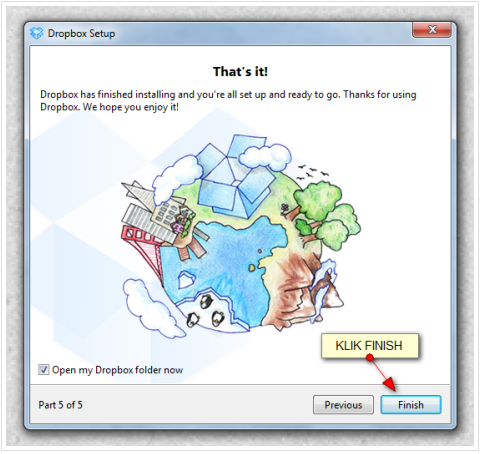 Dropbox Setup
That's it!
Dropbox has finished installing and you're all set up and ready to go. Thanks for using
Dropbox. We hope you enjoy it!
KLIK FINISH
Open my Dropbox folder now
Part 5 of 5
Previous
Finish